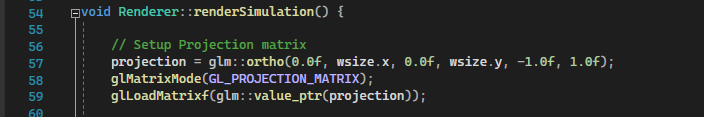 54 void Renderer::renderSimulation() {
55
56 // Setup Projection matrix
57 projection = glm::ortho(0.0f, wsize.x, 0.0f, wsize.y, -1.0f, 1.0f);
58 glMatrixMode(GL_PROJECTION_MATRIX);
59 glLoadMatrixf(glm::value_ptr(projection));
60